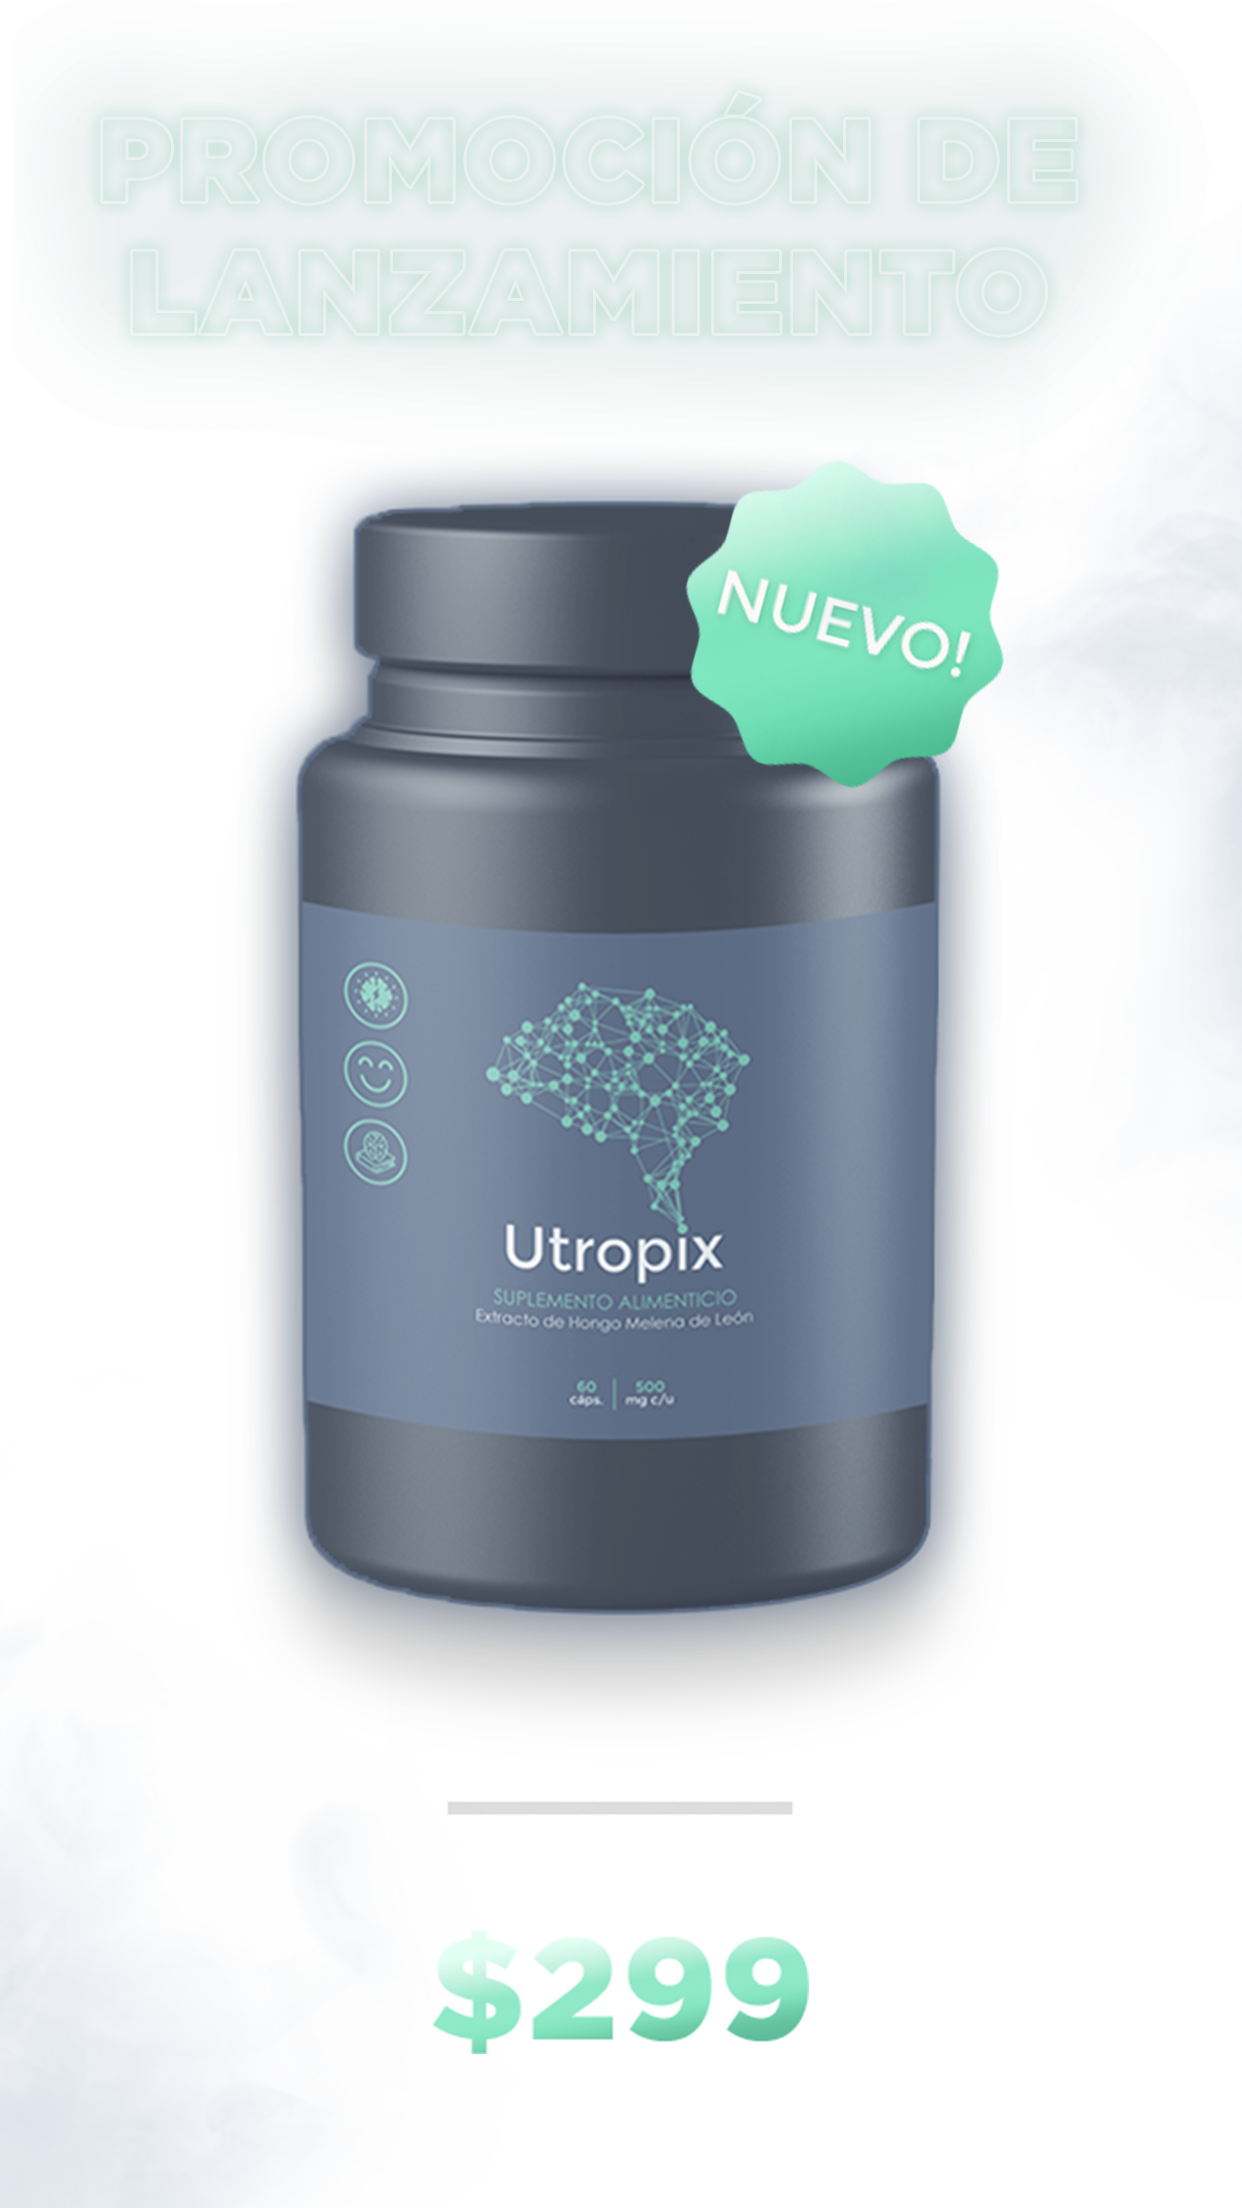 PROMOCIÓN DE
LANZAMIENTO
NUEVO!
Utropix
SUPLEMENTO ALIMENTICIO
Extracto de Hongo Melena de León
60 | 500
cáps. | mg c/u
$299